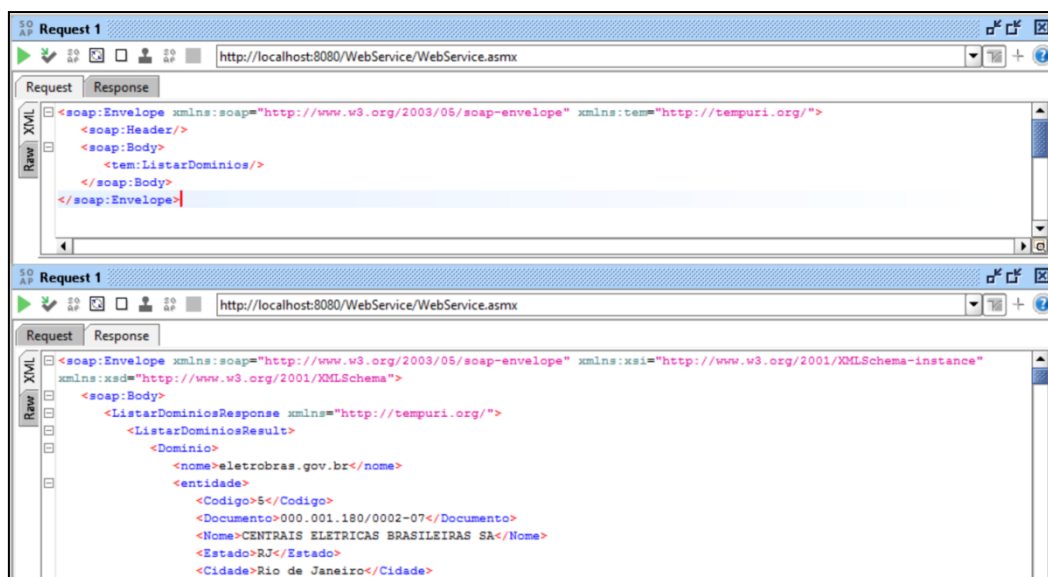 SO AP Request 1
http://localhost:8080/WebService/WebService.asmx
Request Response
XML
Raw
<soap:Envelope xmlns:soap="http://www.w3.org/2003/05/soap-envelope" xmlns:tem="http://tempuri.org/">
<soap:Header/>
<soap:Body>
<tem:ListarDominios/>
</soap:Body>
</soap:Envelope>
SO AP Request 1
http://localhost:8080/WebService/WebService.asmx
Request Response
XML
Raw
<soap:Envelope xmlns:soap="http://www.w3.org/2003/05/soap-envelope" xmlns:xsi="http://www.w3.org/2001/XMLSchema-instance"
xmlns:xsd="http://www.w3.org/2001/XMLSchema">
<soap:Body>
<ListarDominiosResponse xmlns="http://tempuri.org/">
<ListarDominiosResult>
<Dominio>
<nome>eletrobras.gov.br</nome>
<entidade>
<Codigo>5</Codigo>
<Documento>000.001.180/0002-07</Documento>
<Nome>CENTRAIS ELETRICAS BRASILEIRAS SA</Nome>
<Estado>RJ</Estado>
<Cidade>Rio de Janeiro</Cidade>